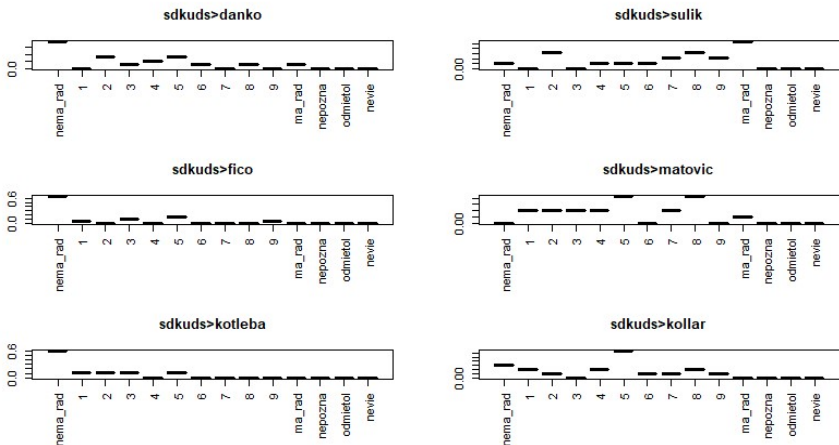 sdkuds>danko
0.0
nema_rad 1 2 3 4 5 6 7 8 9 ma_rad nepozna odmietol nevie
sdkuds>sulik
0.00
nema_rad 1 2 3 4 5 6 7 8 9 ma_rad nepozna odmietol nevie
sdkuds>fico
0.6
0.0
nema_rad 1 2 3 4 5 6 7 8 9 ma_rad nepozna odmietol nevie
sdkuds>matovic
0.00
nema_rad 1 2 3 4 5 6 7 8 9 ma_rad nepozna odmietol nevie
sdkuds>kotleba
0.6
0.0
nema_rad 1 2 3 4 5 6 7 8 9 ma_rad nepozna odmietol nevie
sdkuds>kollar
0.00
nema_rad 1 2 3 4 5 6 7 8 9 ma_rad nepozna odmietol nevie